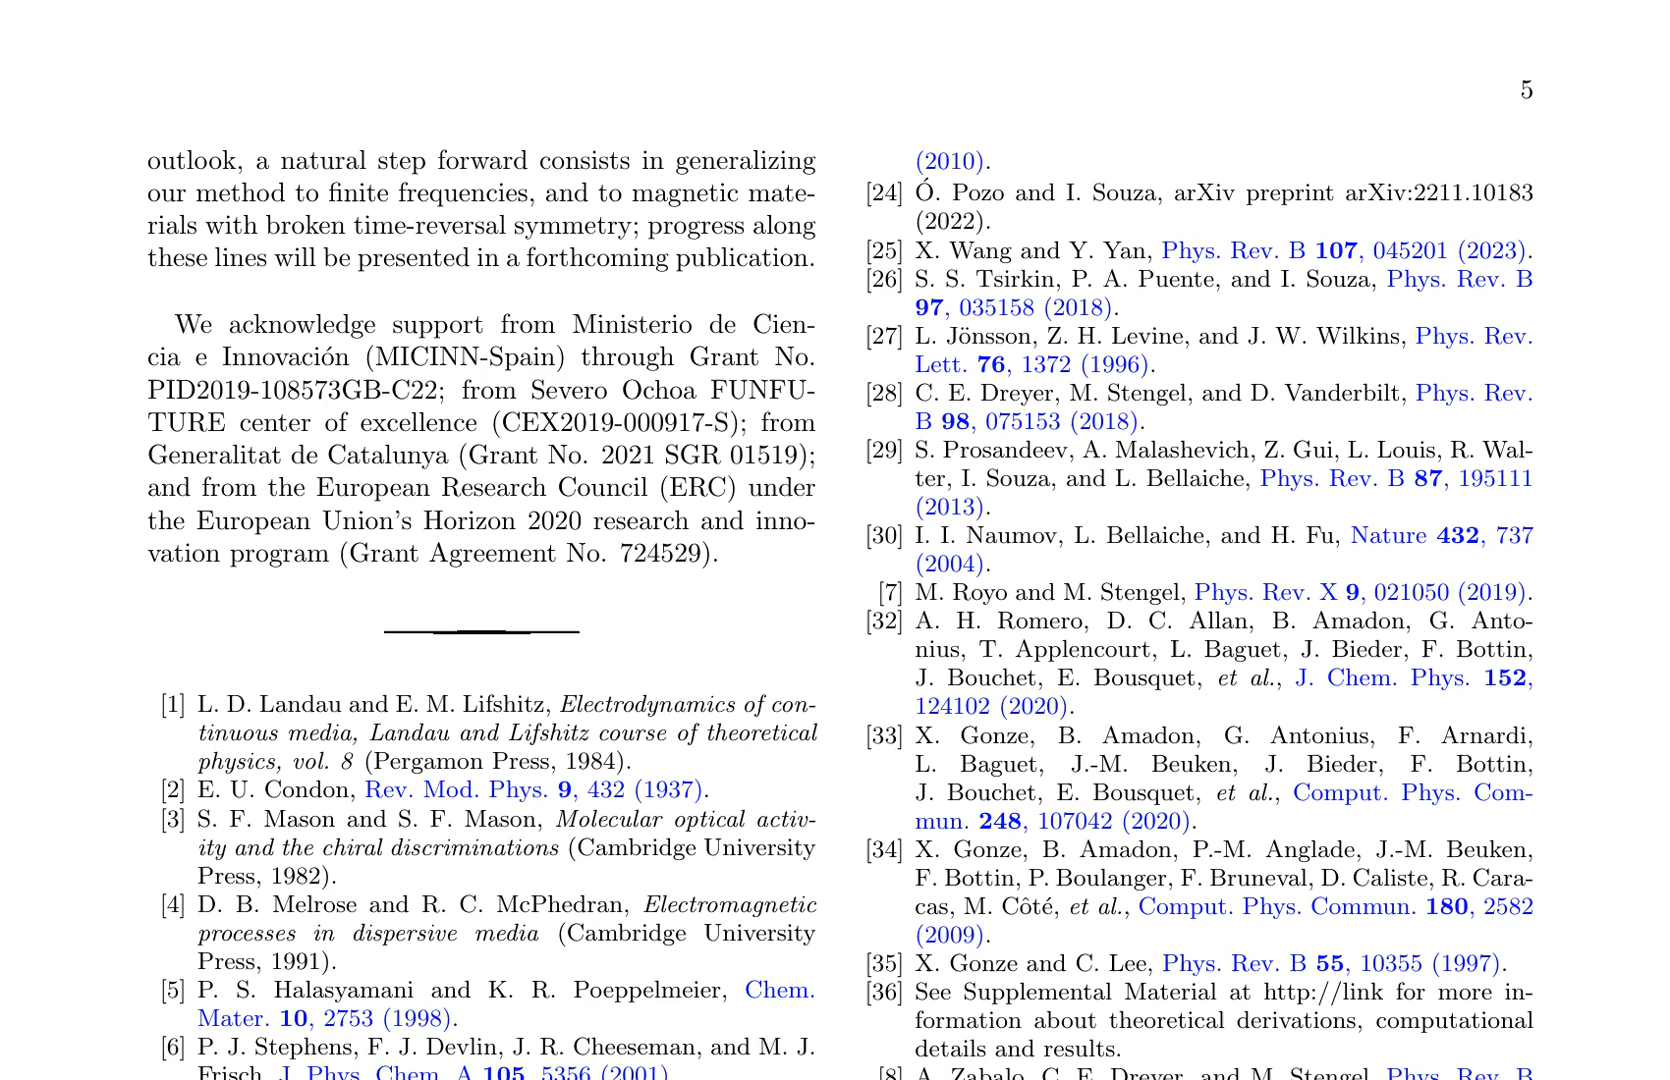 5
outlook, a natural step forward consists in generalizing
our method to finite frequencies, and to magnetic mate-
rials with broken time-reversal symmetry; progress along
these lines will be presented in a forthcoming publication.
We acknowledge support from Ministerio de Cien-
cia e Innovación (MICINN-Spain) through Grant No.
PID2019-108573GB-C22; from Severo Ochoa FUNFU-
TURE center of excellence (CEX2019-000917-S); from
Generalitat de Catalunya (Grant No. 2021 SGR 01519);
and from the European Research Council (ERC) under
the European Union's Horizon 2020 research and inno-
vation program (Grant Agreement No. 724529).
[1] L. D. Landau and E. M. Lifshitz, Electrodynamics of con-
tinuous media, Landau and Lifshitz course of theoretical
physics, vol. 8 (Pergamon Press, 1984).
[2] E. U. Condon, Rev. Mod. Phys. 9, 432 (1937).
[3] S. F. Mason and S. F. Mason, Molecular optical activ-
ity and the chiral discriminations (Cambridge University
Press, 1982).
[4] D. B. Melrose and R. C. McPhedran, Electromagnetic
processes in dispersive media (Cambridge University
Press, 1991).
[5] P. S. Halasyamani and K. R. Poeppelmeier, Chem.
Mater. 10, 2753 (1998).
[6] P. J. Stephens, F. J. Devlin, J. R. Cheeseman, and M. J.
Frisch, J. Phys. Chem. A 105, 5356 (2001).
(2010).
[24] Ó. Pozo and I. Souza, arXiv preprint arXiv:2211.10183
(2022).
[25] X. Wang and Y. Yan, Phys. Rev. B 107, 045201 (2023).
[26] S. S. Tsirkin, P. A. Puente, and I. Souza, Phys. Rev. B
97, 035158 (2018).
[27] L. Jönsson, Z. H. Levine, and J. W. Wilkins, Phys. Rev.
Lett. 76, 1372 (1996).
[28] C. E. Dreyer, M. Stengel, and D. Vanderbilt, Phys. Rev.
B 98, 075153 (2018).
[29] S. Prosandeev, A. Malashevich, Z. Gui, L. Louis, R. Wal-
ter, I. Souza, and L. Bellaiche, Phys. Rev. B 87, 195111
(2013).
[30] I. I. Naumov, L. Bellaiche, and H. Fu, Nature 432, 737
(2004).
[7] M. Royo and M. Stengel, Phys. Rev. X 9, 021050 (2019).
[32] A. H. Romero, D. C. Allan, B. Amadon, G. Anto-
nius, T. Applencourt, L. Baguet, J. Bieder, F. Bottin,
J. Bouchet, E. Bousquet, et al., J. Chem. Phys. 152,
124102 (2020).
[33] X. Gonze, B. Amadon, G. Antonius, F. Arnardi,
L. Baguet, J.-M. Beuken, J. Bieder, F. Bottin,
J. Bouchet, E. Bousquet, et al., Comput. Phys. Com-
mun. 248, 107042 (2020).
[34] X. Gonze, B. Amadon, P.-M. Anglade, J.-M. Beuken,
F. Bottin, P. Boulanger, F. Bruneval, D. Caliste, R. Cara-
cas, M. Côté, et al., Comput. Phys. Commun. 180, 2582
(2009).
[35] X. Gonze and C. Lee, Phys. Rev. B 55, 10355 (1997).
[36] See Supplemental Material at http://link for more in-
formation about theoretical derivations, computational
details and results.
[8] A. Zabalo, C. E. Dreyer, and M. Stengel, Phys. Rev. B